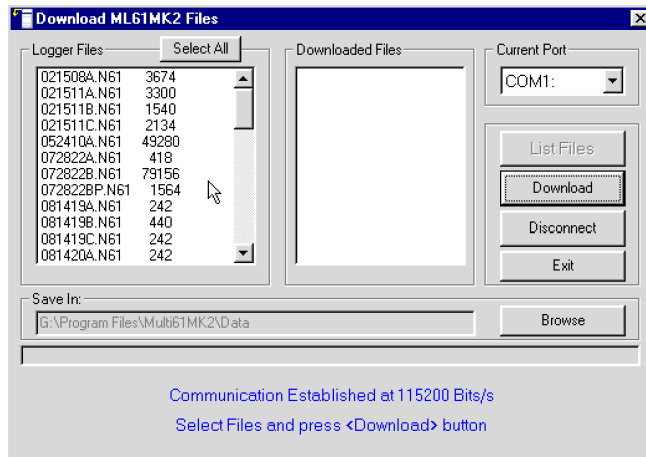 Download ML61MK2 Files
Logger Files
Select All
021508A.N61 3674
021511A.N61 3300
021511B.N61 1540
021511C.N61 2134
052410A.N61 49280
072822A.N61 418
072822B.N61 79156
072822BP.N61 1564
081419A.N61 242
081419B.N61 440
081419C.N61 242
081420A.N61 242
Downloaded Files
Current Port
COM1:
List Files
Download
Disconnect
Exit
Save In:
G:\Program Files\Multi61MK2\Data
Browse
Communication Established at 115200 Bits/s
Select Files and press <Download> button